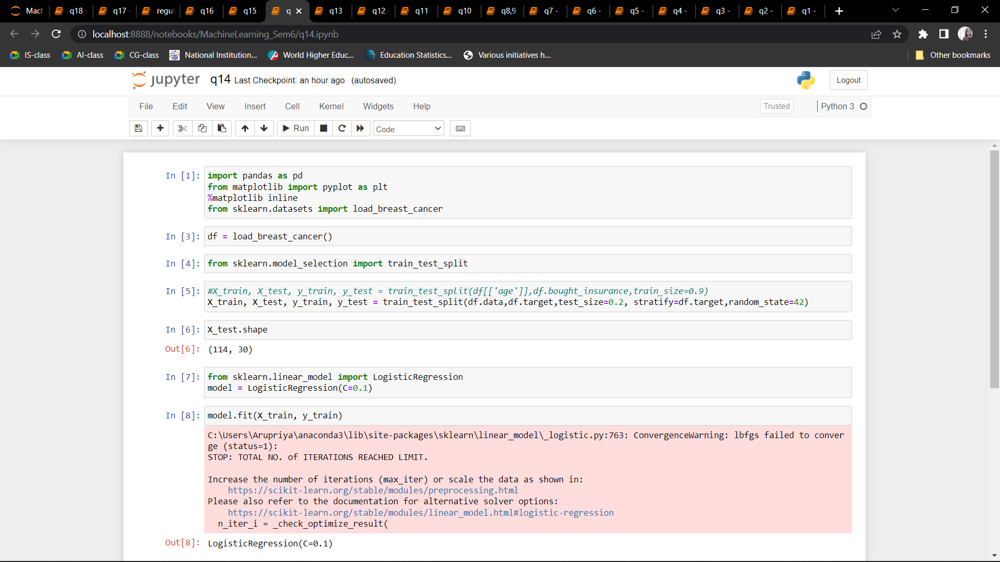 Mach q18 - q17 - regul q16 - q15 - q q13 - q12 - q11 - q10 - q8,9 q7 - q6 - q5 - q4 - q3 - q2 - q1 -
localhost:8888/notebooks/MachineLearning_Sem6/q14.ipynb
IS-class AI-class CG-class National Institution... World Higher Educ... Education Statistics... Various initiatives h... Other bookmarks
jupyter q14 Last Checkpoint: an hour ago (autosaved) Logout
File Edit View Insert Cell Kernel Widgets Help Trusted Python 3
Run Code
In [1]: import pandas as pd
from matplotlib import pyplot as plt
%matplotlib inline
from sklearn.datasets import load_breast_cancer
In [3]: df = load_breast_cancer()
In [4]: from sklearn.model_selection import train_test_split
In [5]: #X_train, X_test, y_train, y_test = train_test_split(df[['age']],df.bought_insurance,train_size=0.9)
X_train, X_test, y_train, y_test = train_test_split(df.data,df.target,test_size=0.2, stratify=df.target,random_state=42)
In [6]: X_test.shape
Out[6]: (114, 30)
In [7]: from sklearn.linear_model import LogisticRegression
model = LogisticRegression(C=0.1)
In [8]: model.fit(X_train, y_train)
C:\Users\Arupriya\anaconda3\lib\site-packages\sklearn\linear_model\_logistic.py:763: ConvergenceWarning: lbfgs failed to conver
ge (status=1):
STOP: TOTAL NO. of ITERATIONS REACHED LIMIT.
Increase the number of iterations (max_iter) or scale the data as shown in:
https://scikit-learn.org/stable/modules/preprocessing.html
Please also refer to the documentation for alternative solver options:
https://scikit-learn.org/stable/modules/linear_model.html#logistic-regression
n_iter_i = _check_optimize_result(
Out[8]: LogisticRegression(C=0.1)